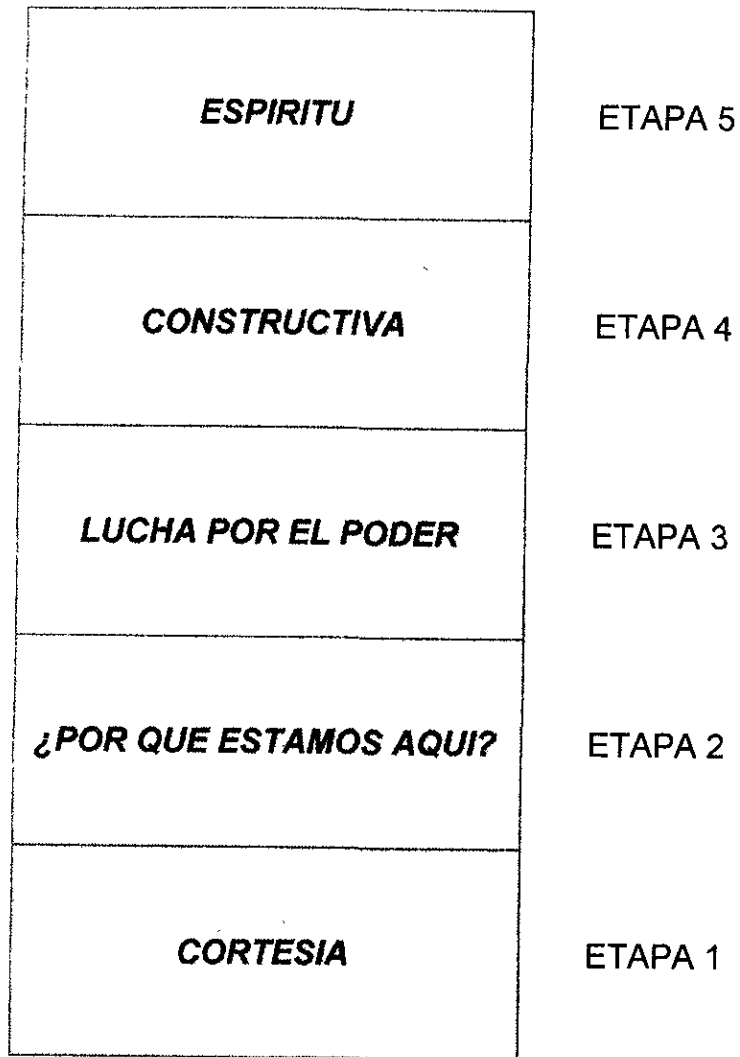 ESPIRITU ETAPA 5
CONSTRUCTIVA ETAPA 4
LUCHA POR EL PODER ETAPA 3
¿POR QUE ESTAMOS AQUI? ETAPA 2
CORTESIA ETAPA 1